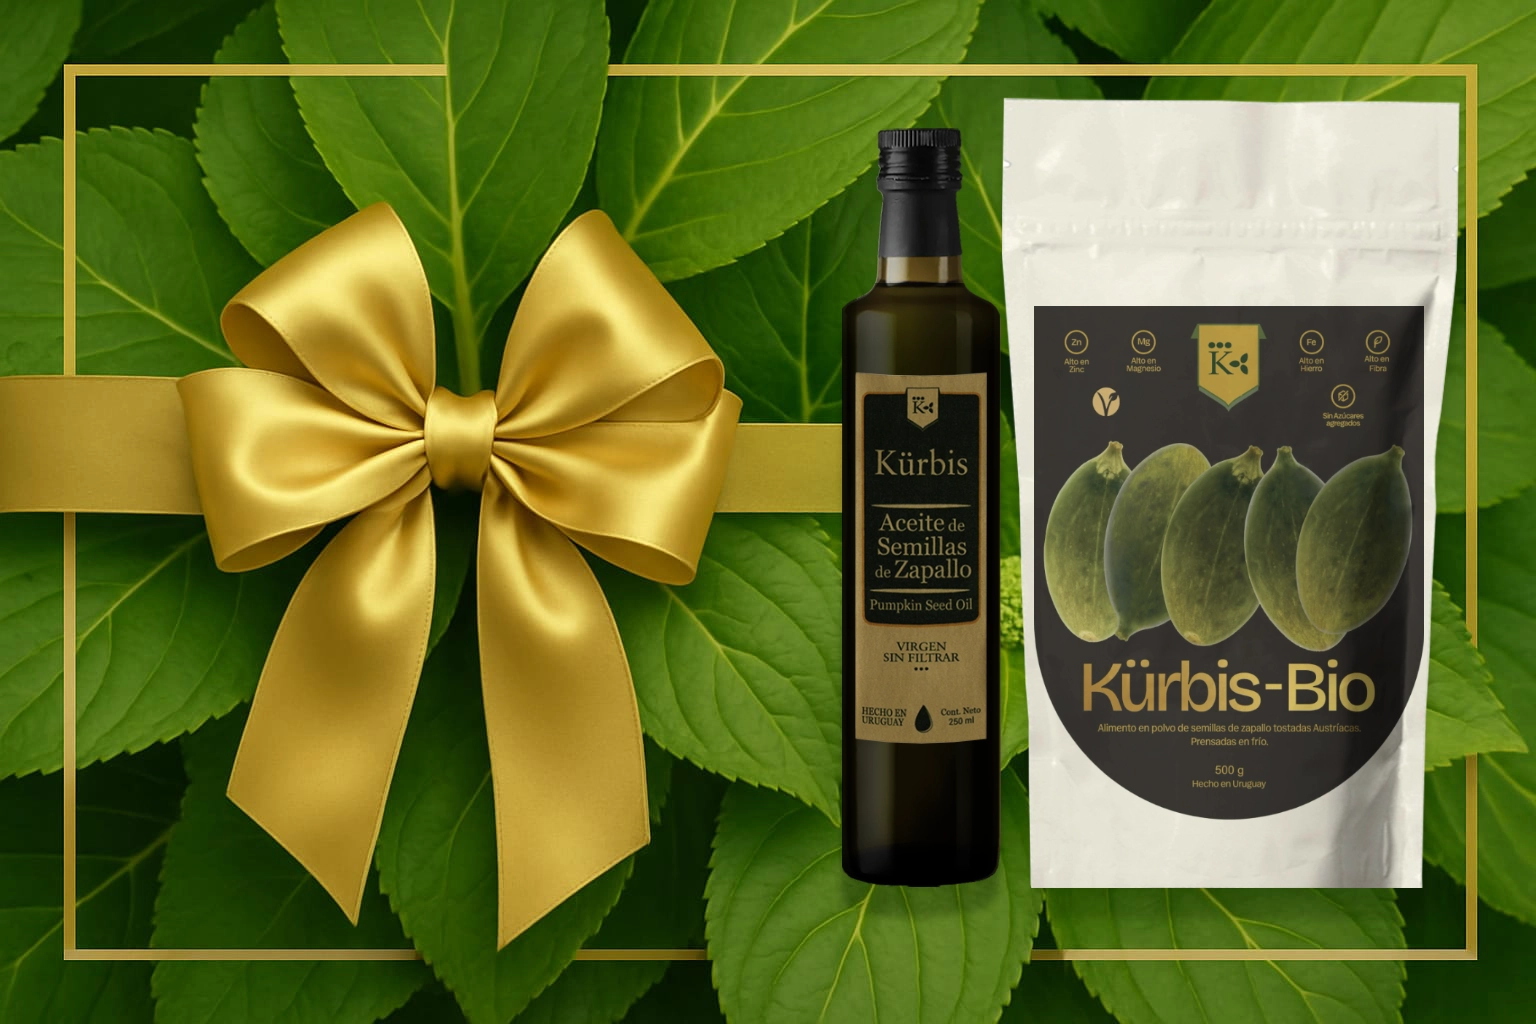 K
Kürbis
Aceite de
Semillas
de Zapallo
Pumpkin Seed Oil
VIRGEN
SIN FILTRAR
HECHO EN
URUGUAY
Cont. Neto
250 ml
Zn
Alto en
Zinc
Mg
Alto en
Magnesio
K
Fe
Alto en
Hierro
Alto en
Fibra
V
Sin Azúcares
agregados
Kürbis-Bio
Alimento en polvo de semillas de zapallo tostadas Austríacas.
Prensadas en frío.
500 g
Hecho en Uruguay